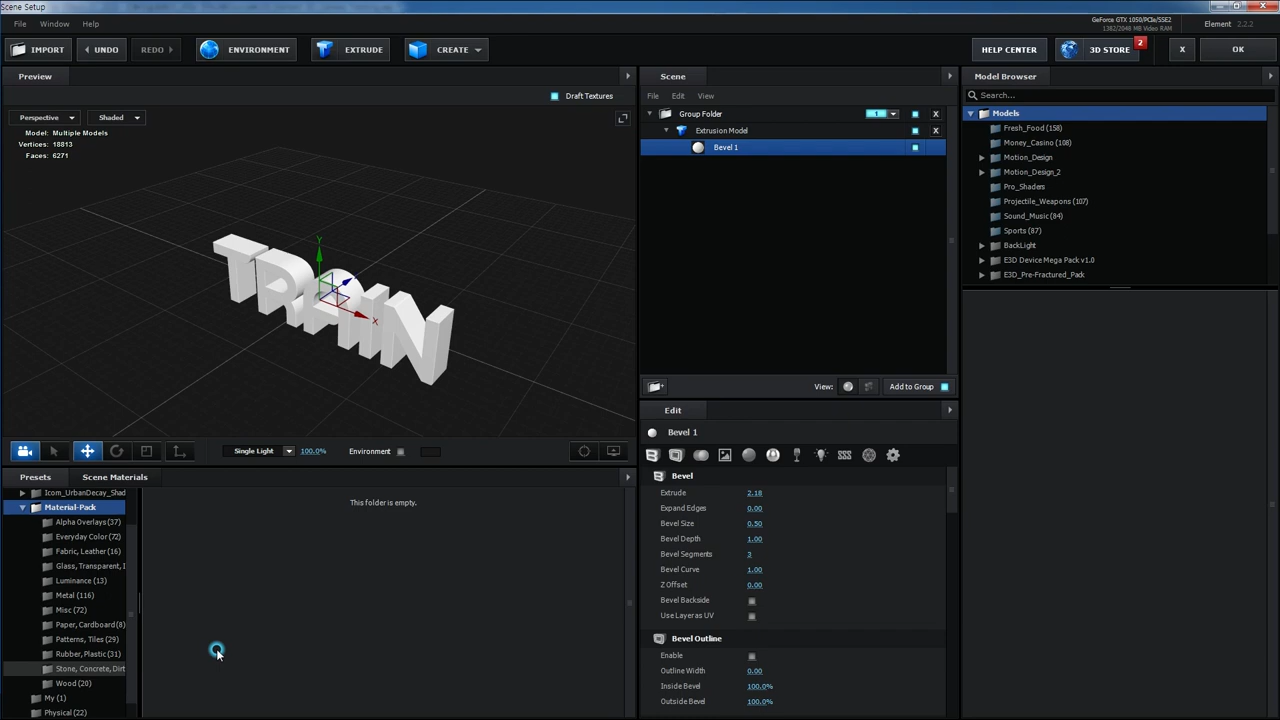 Scene Setup
File Window Help
GeForce GTX 1050/PCIe/SSE2
1382/2048 MB Video RAM
Element 2.2.2
IMPORT UNDO REDO ENVIRONMENT EXTRUDE CREATE HELP CENTER 3D STORE 2 X OK
Preview
Draft Textures
Perspective Shaded
Model: Multiple Models
Vertices: 18813
Faces: 6271
TRAIN
Y
X
Single Light 100.0% Environment
Scene
File Edit View
Group Folder 1 X
Extrusion Model X
Bevel 1
View: Add to Group
Model Browser
Search...
Models
Fresh_Food (158)
Money_Casino (108)
Motion_Design
Motion_Design_2
Pro_Shaders
Projectile_Weapons (107)
Sound_Music (84)
Sports (87)
BackLight
E3D Device Mega Pack v1.0
E3D_Pre-Fractured_Pack
Presets Scene Materials
Icom_UrbanDecay_Shad
Material-Pack
Alpha Overlays (37)
Everyday Color (72)
Fabric, Leather (16)
Glass, Transparent, I
Luminance (13)
Metal (116)
Misc (72)
Paper, Cardboard (8)
Patterns, Tiles (29)
Rubber, Plastic (31)
Stone, Concrete, Dirt
Wood (20)
My (1)
Physical (22)
This folder is empty.
Edit
Bevel 1
Bevel
Extrude 2.18
Expand Edges 0.00
Bevel Size 0.50
Bevel Depth 1.00
Bevel Segments 3
Bevel Curve 1.00
Z Offset 0.00
Bevel Backside
Use Layer as UV
Bevel Outline
Enable
Outline Width 0.00
Inside Bevel 100.0%
Outside Bevel 100.0%